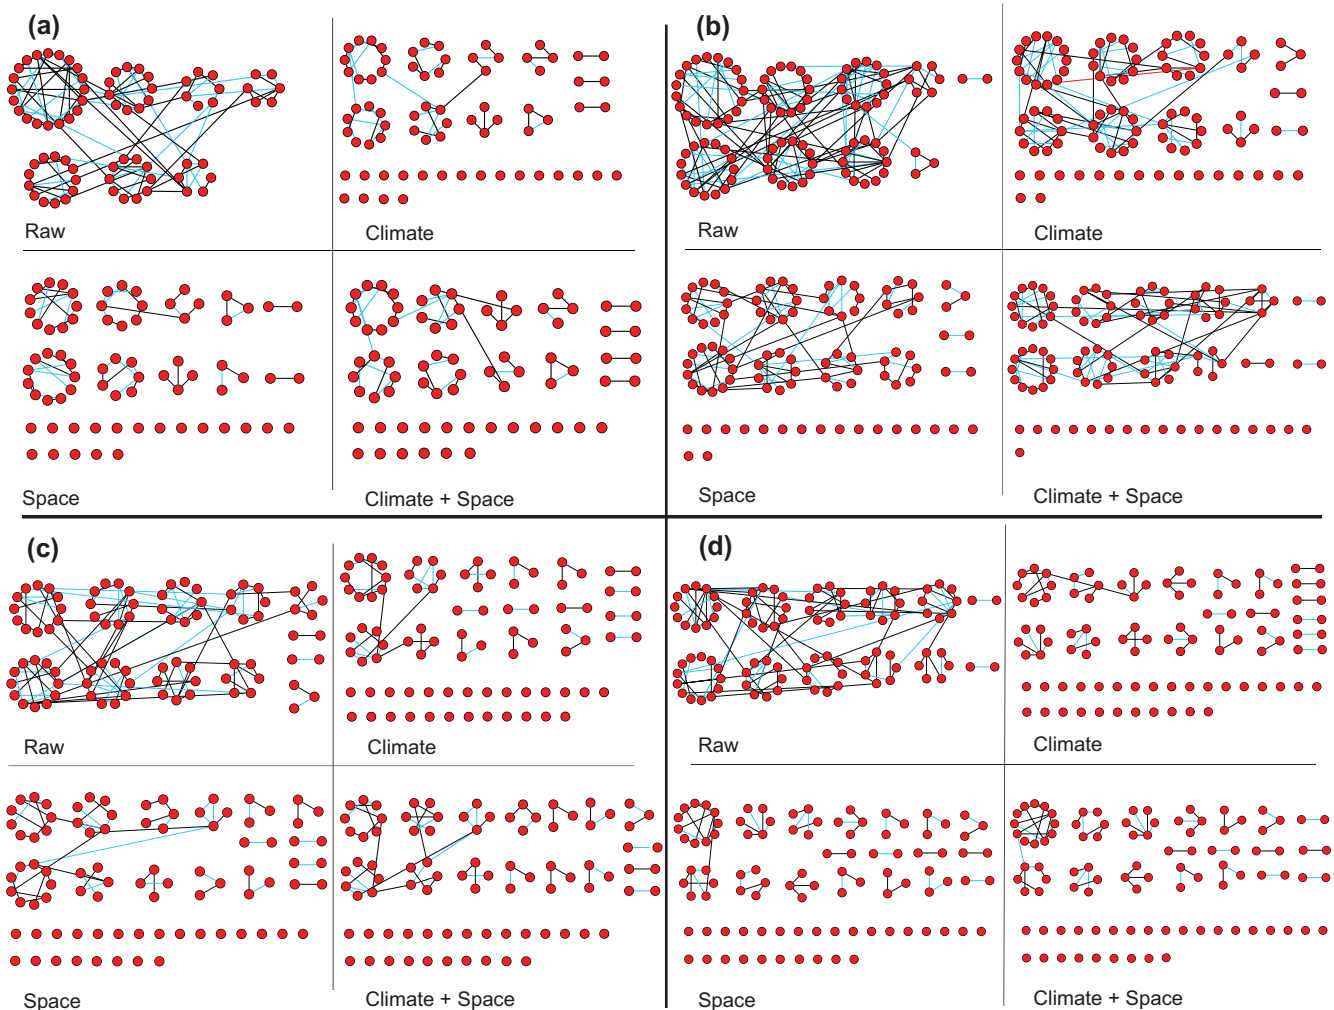 (a)
(b)
Raw
Climate
Raw
Climate
Space
Climate + Space
Space
Climate + Space
(c)
(d)
Raw
Climate
Raw
Climate
Space
Climate + Space
Space
Climate + Space